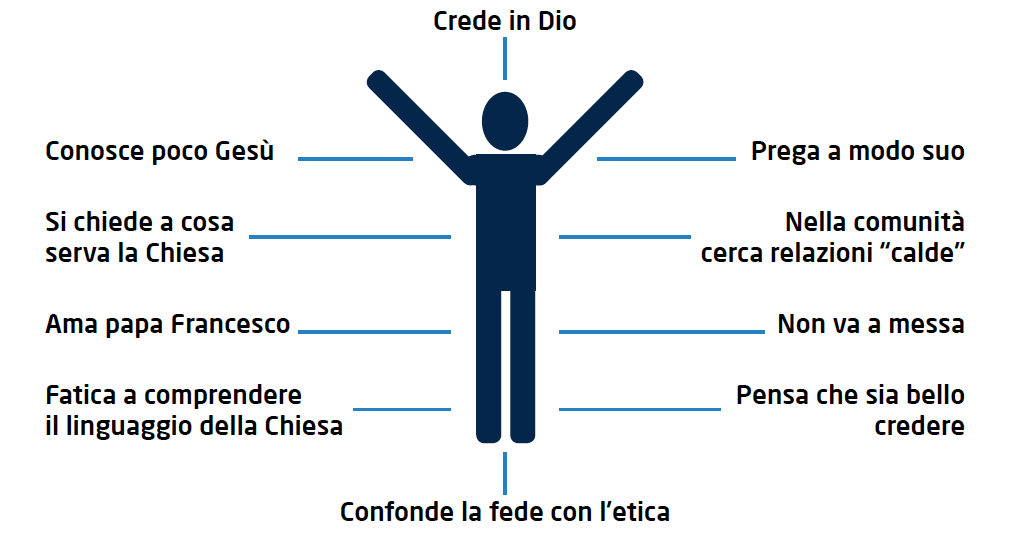 Crede in Dio
Conosce poco Gesù
Prega a modo suo
Si chiede a cosa
serva la Chiesa
Nella comunità
cerca relazioni “calde”
Ama papa Francesco
Non va a messa
Fatica a comprendere
il linguaggio della Chiesa
Pensa che sia bello
credere
Confonde la fede con l’etica